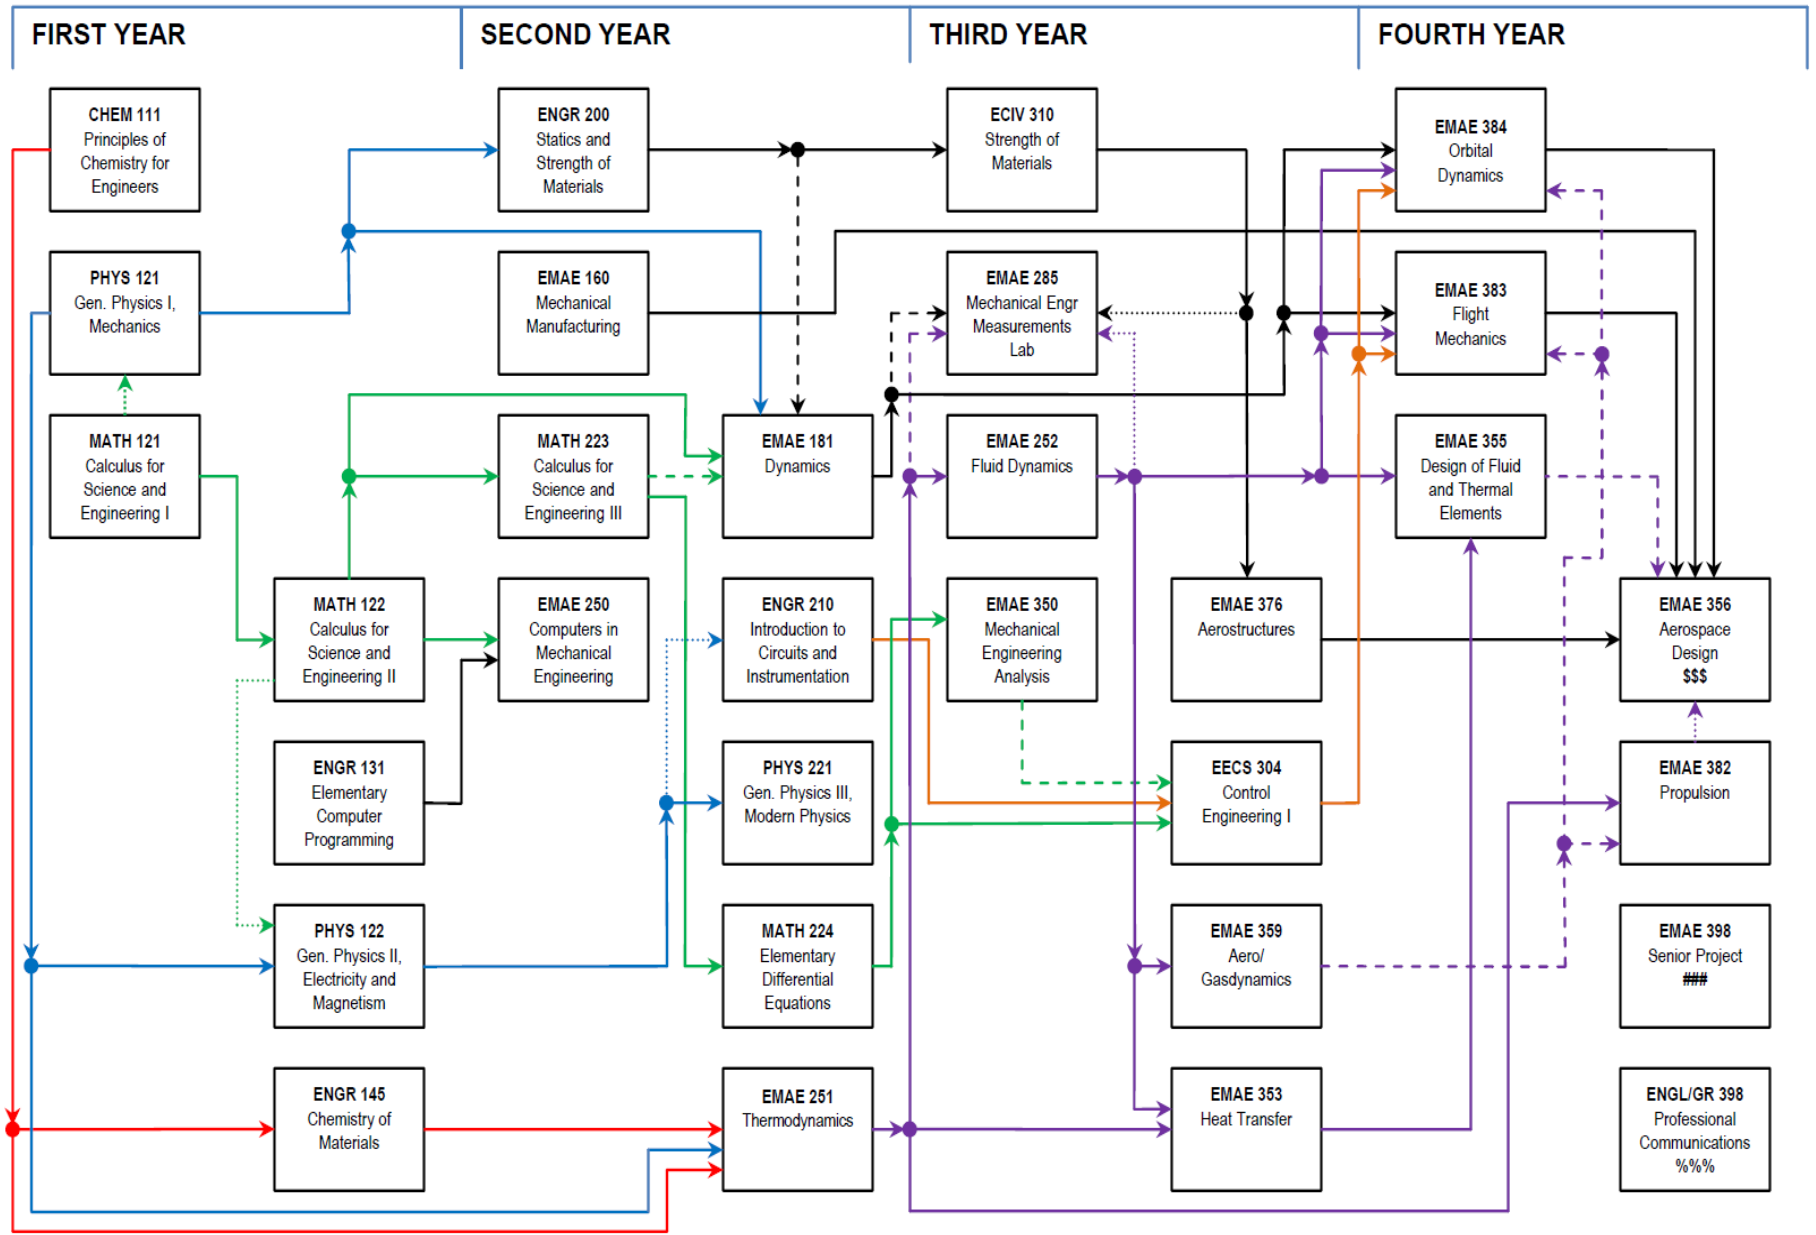 FIRST YEAR
SECOND YEAR
THIRD YEAR
FOURTH YEAR
CHEM 111
Principles of
Chemistry for
Engineers
ENGR 200
Statics and
Strength of
Materials
ECIV 310
Strength of
Materials
EMAE 384
Orbital
Dynamics
PHYS 121
Gen. Physics I,
Mechanics
EMAE 160
Mechanical
Manufacturing
EMAE 285
Mechanical Engr
Measurements
Lab
EMAE 383
Flight
Mechanics
MATH 121
Calculus for
Science and
Engineering I
MATH 223
Calculus for
Science and
Engineering III
EMAE 181
Dynamics
EMAE 252
Fluid Dynamics
EMAE 355
Design of Fluid
and Thermal
Elements
MATH 122
Calculus for
Science and
Engineering II
EMAE 250
Computers in
Mechanical
Engineering
ENGR 210
Introduction to
Circuits and
Instrumentation
EMAE 350
Mechanical
Engineering
Analysis
EMAE 376
Aerostructures
EMAE 356
Aerospace
Design
$$$
ENGR 131
Elementary
Computer
Programming
PHYS 221
Gen. Physics III,
Modern Physics
EECS 304
Control
Engineering I
EMAE 382
Propulsion
PHYS 122
Gen. Physics II,
Electricity and
Magnetism
MATH 224
Elementary
Differential
Equations
EMAE 359
Aero/
Gasdynamics
EMAE 398
Senior Project
###
ENGR 145
Chemistry of
Materials
EMAE 251
Thermodynamics
EMAE 353
Heat Transfer
ENGL/GR 398
Professional
Communications
%%%